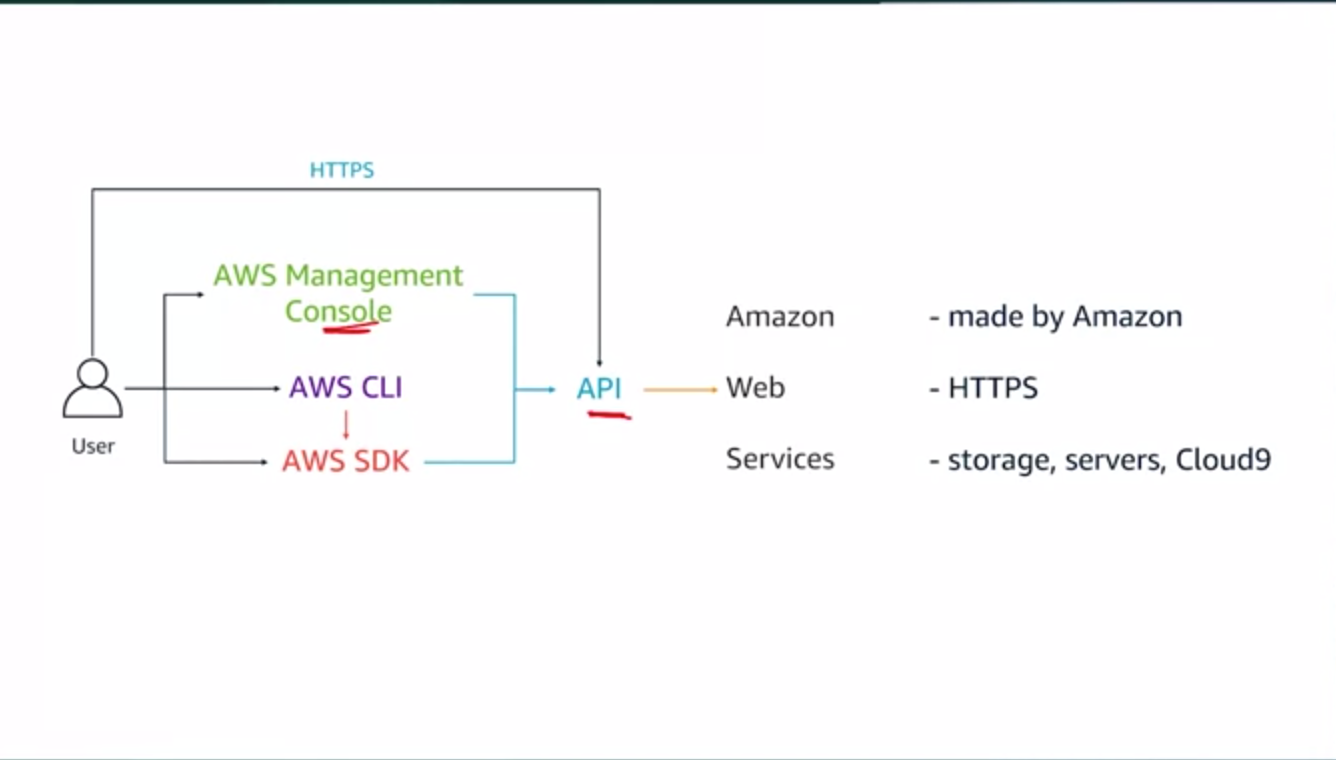 HTTPS
AWS Management
Console
AWS CLI
AWS SDK
User
API
Amazon - made by Amazon
Web - HTTPS
Services - storage, servers, Cloud9